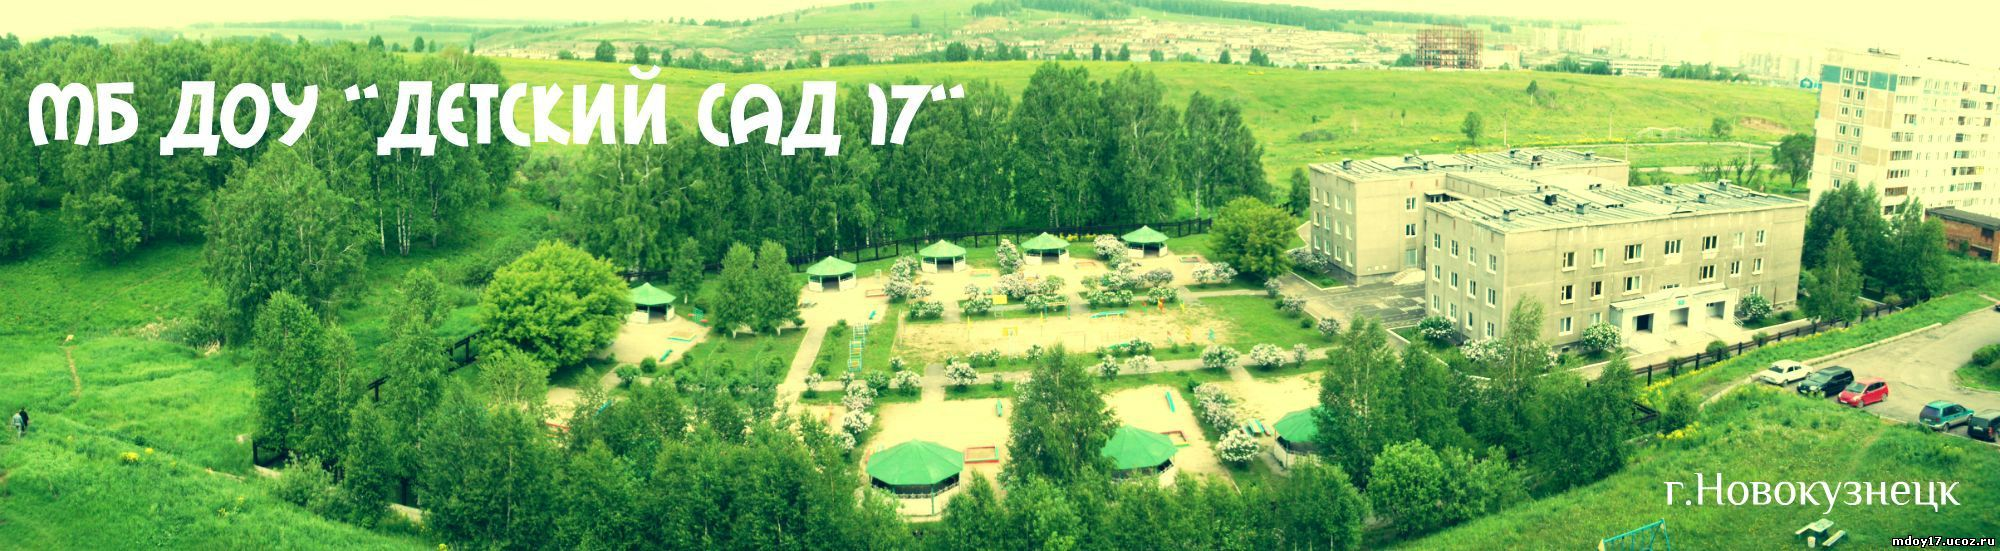 МБ ДОУ "ДЕТСКИЙ САД 17"
г.Новокузнецк
mdoy17.ucoz.ru